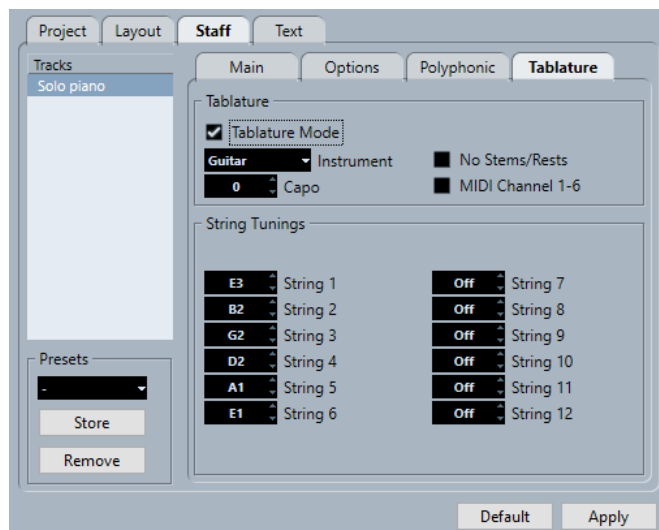 Project Layout Staff Text
Tracks
Solo piano
Main Options Polyphonic Tablature
Tablature
Tablature Mode
Guitar Instrument No Stems/Rests
0 Capo MIDI Channel 1-6
String Tunings
E3 String 1 Off String 7
B2 String 2 Off String 8
G2 String 3 Off String 9
D2 String 4 Off String 10
A1 String 5 Off String 11
E1 String 6 Off String 12
Presets
-
Store
Remove
Default Apply